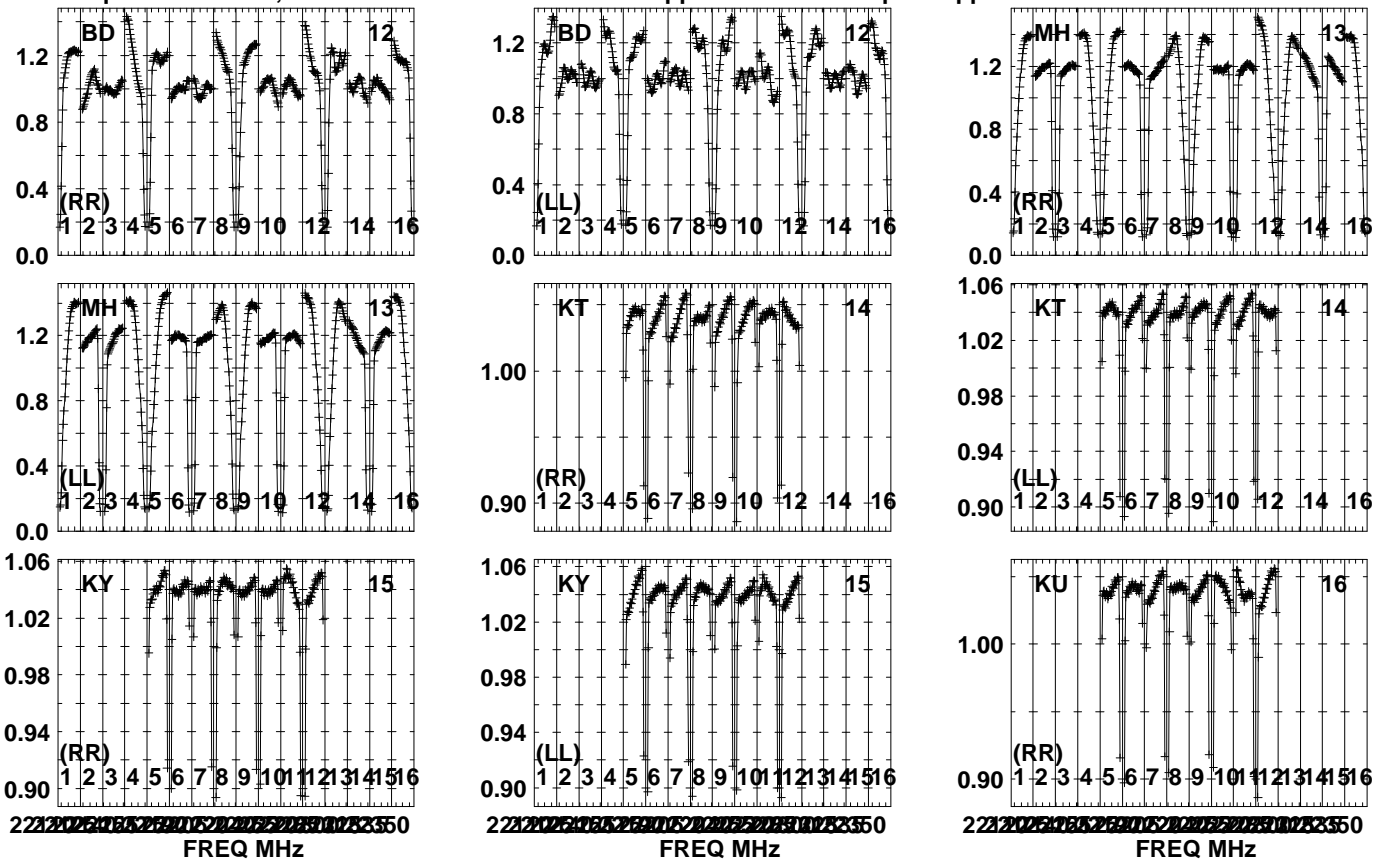 BD 12
1.2
0.8
0.4
0.0
(RR)
1 2 3 4 5 6 7 8 9 10 12 14 16
BD 12
1.2
0.8
0.4
0.0
(LL)
1 2 3 4 5 6 7 8 9 10 12 14 16
MH 13
1.2
0.8
0.4
0.0
(RR)
1 2 3 4 5 6 7 8 9 10 12 14 16
MH 13
1.2
0.8
0.4
0.0
(LL)
1 2 3 4 5 6 7 8 9 10 12 14 16
KT 14
1.00
0.90
(RR)
1 2 3 4 5 6 7 8 9 10 12 14 16
KT 14
1.06
1.02
0.98
0.94
0.90
(LL)
1 2 3 4 5 6 7 8 9 10 12 14 16
KY 15
1.06
1.02
0.98
0.94
0.90
(RR)
1 2 3 4 5 6 7 8 9 10 11 12 13 14 15 16
FREQ MHz
KY 15
1.06
1.02
0.98
0.94
0.90
(LL)
1 2 3 4 5 6 7 8 9 10 11 12 13 14 15 16
FREQ MHz
KU 16
1.00
0.90
(RR)
1 2 3 4 5 6 7 8 9 10 11 12 13 14 15 16
FREQ MHz